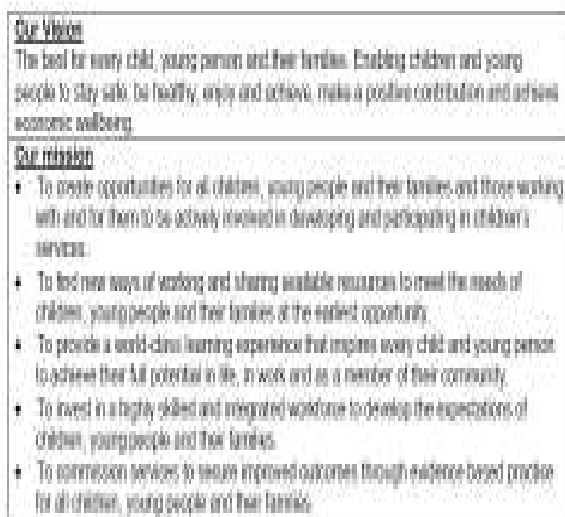 Our Vision
The best for every child, young person and their families. Enabling children and young
people to stay safe, be healthy, enjoy and achieve, make a positive contribution and achieve
economic wellbeing.
Our mission
• To create opportunities for all children, young people and their families and those working
with and for them to be actively involved in developing and participating in children's
services.
• To find new ways of working and sharing available resources to meet the needs of
children, young people and their families at the earliest opportunity.
• To provide a world-class learning experience that inspires every child and young person
to achieve their full potential in life, in work and as a member of their community.
• To invest in a highly skilled and integrated workforce to develop the expectations of
children, young people and their families.
• To commission services to secure improved outcomes through evidence based practice
for all children, young people and their families.